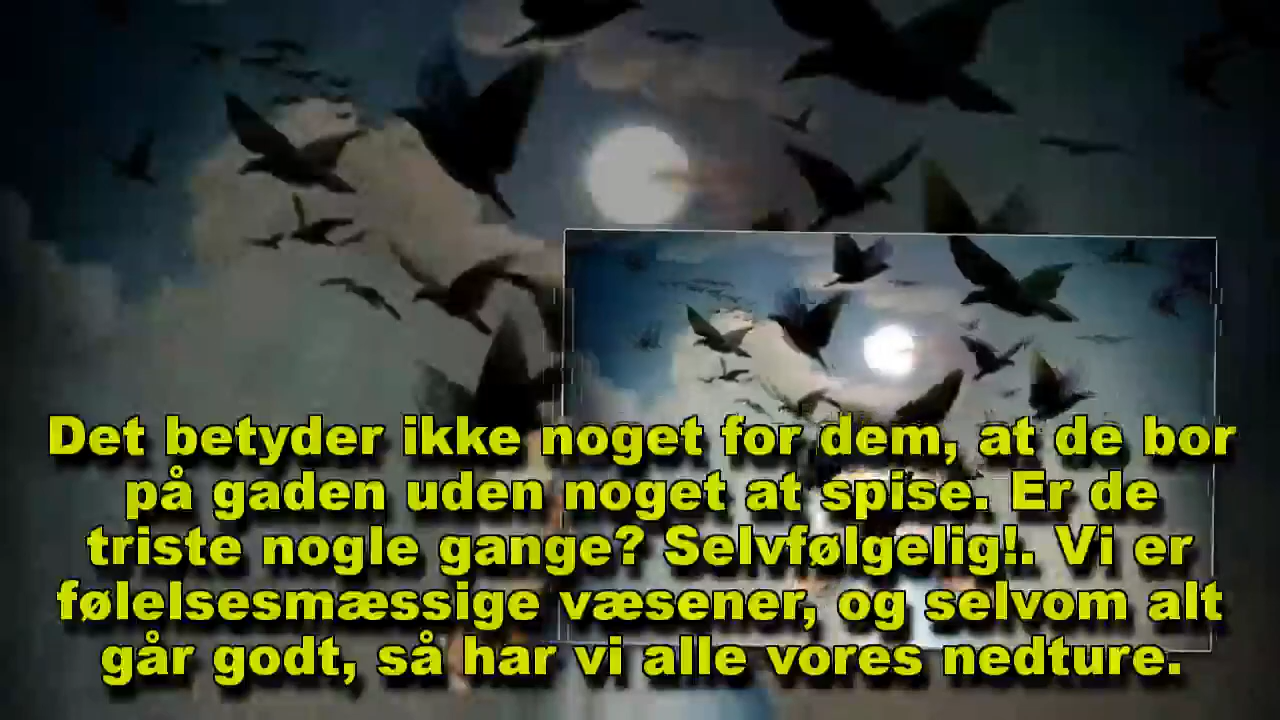 Det betyder ikke noget for dem, at de bor
på gaden uden noget at spise. Er de
triste nogle gange? Selvfølgelig!. Vi er
følelsesmæssige væsener, og selvom alt
går godt, så har vi alle vores nedture.